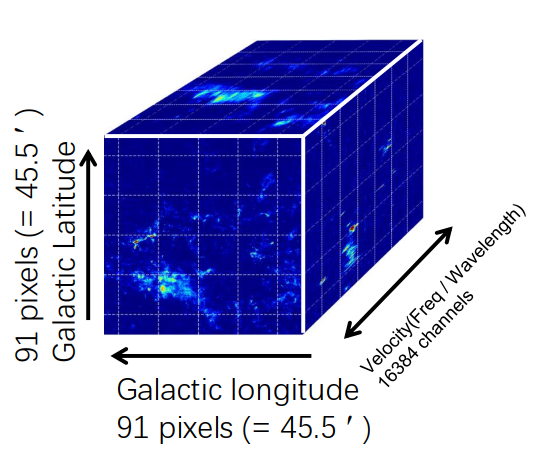 91 pixels (= 45.5 ′ )
Galactic Latitude
Velocity(Freq / Wavelength)
16384 channels
Galactic longitude
91 pixels (= 45.5 ′ )